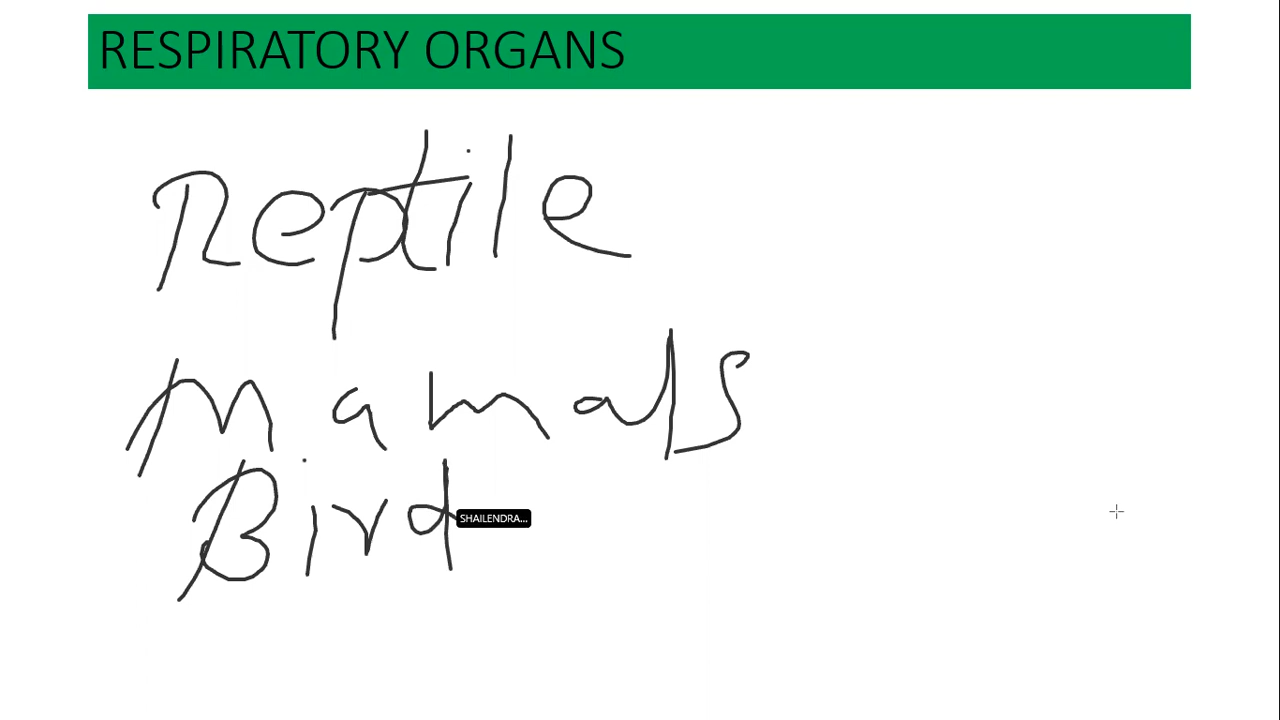 RESPIRATORY ORGANS
Reptile
Mamals
Bird
SHAILENDRA...